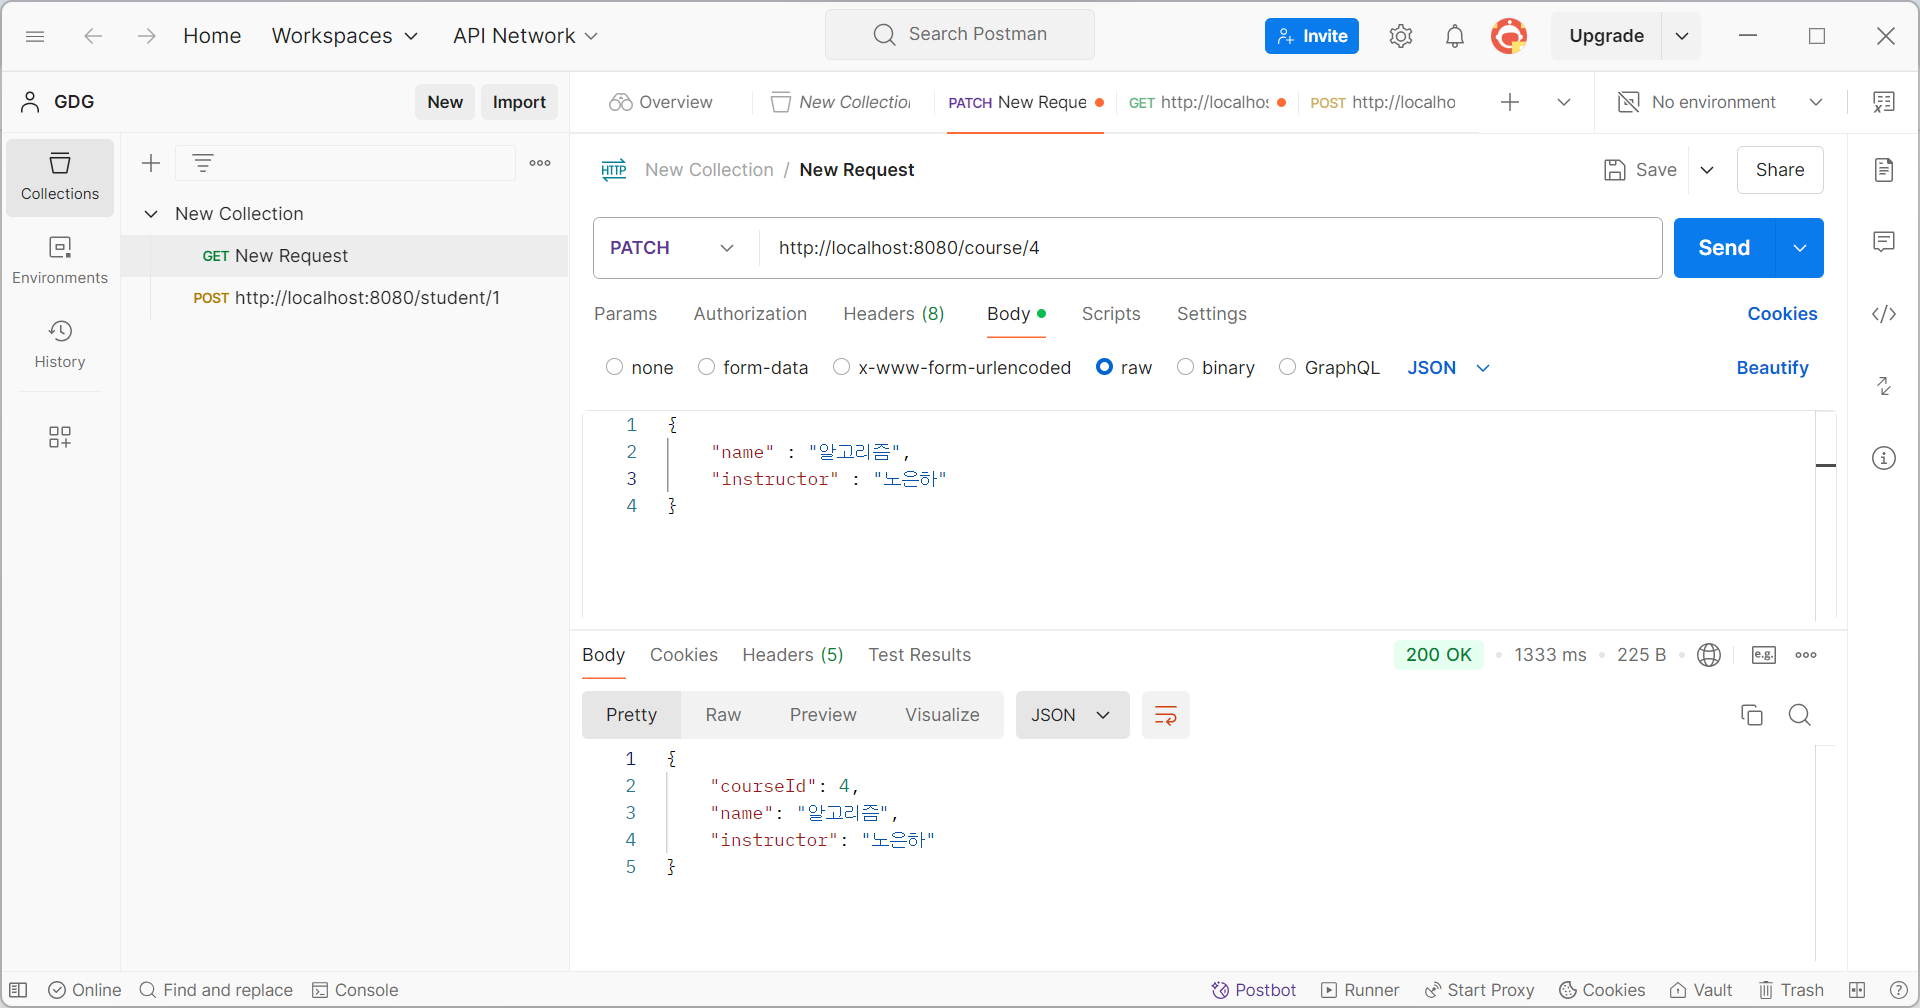 Home Workspaces API Network Search Postman Invite Upgrade
GDG New Import Overview New Collection PATCH New Reque GET http://localhos POST http://localho No environment
Collections
Environments
History
New Collection
GET New Request
POST http://localhost:8080/student/1
HTTP New Collection / New Request Save Share
PATCH http://localhost:8080/course/4 Send
Params Authorization Headers (8) Body Scripts Settings Cookies
none form-data x-www-form-urlencoded raw binary GraphQL JSON Beautify
1 {
2 "name" : "알고리즘",
3 "instructor" : "노은하"
4 }
Body Cookies Headers (5) Test Results 200 OK 1333 ms 225 B e.g.
Pretty Raw Preview Visualize JSON
1 {
2 "courseId": 4,
3 "name": "알고리즘",
4 "instructor": "노은하"
5 }
Online Find and replace Console Postbot Runner Start Proxy Cookies Vault Trash